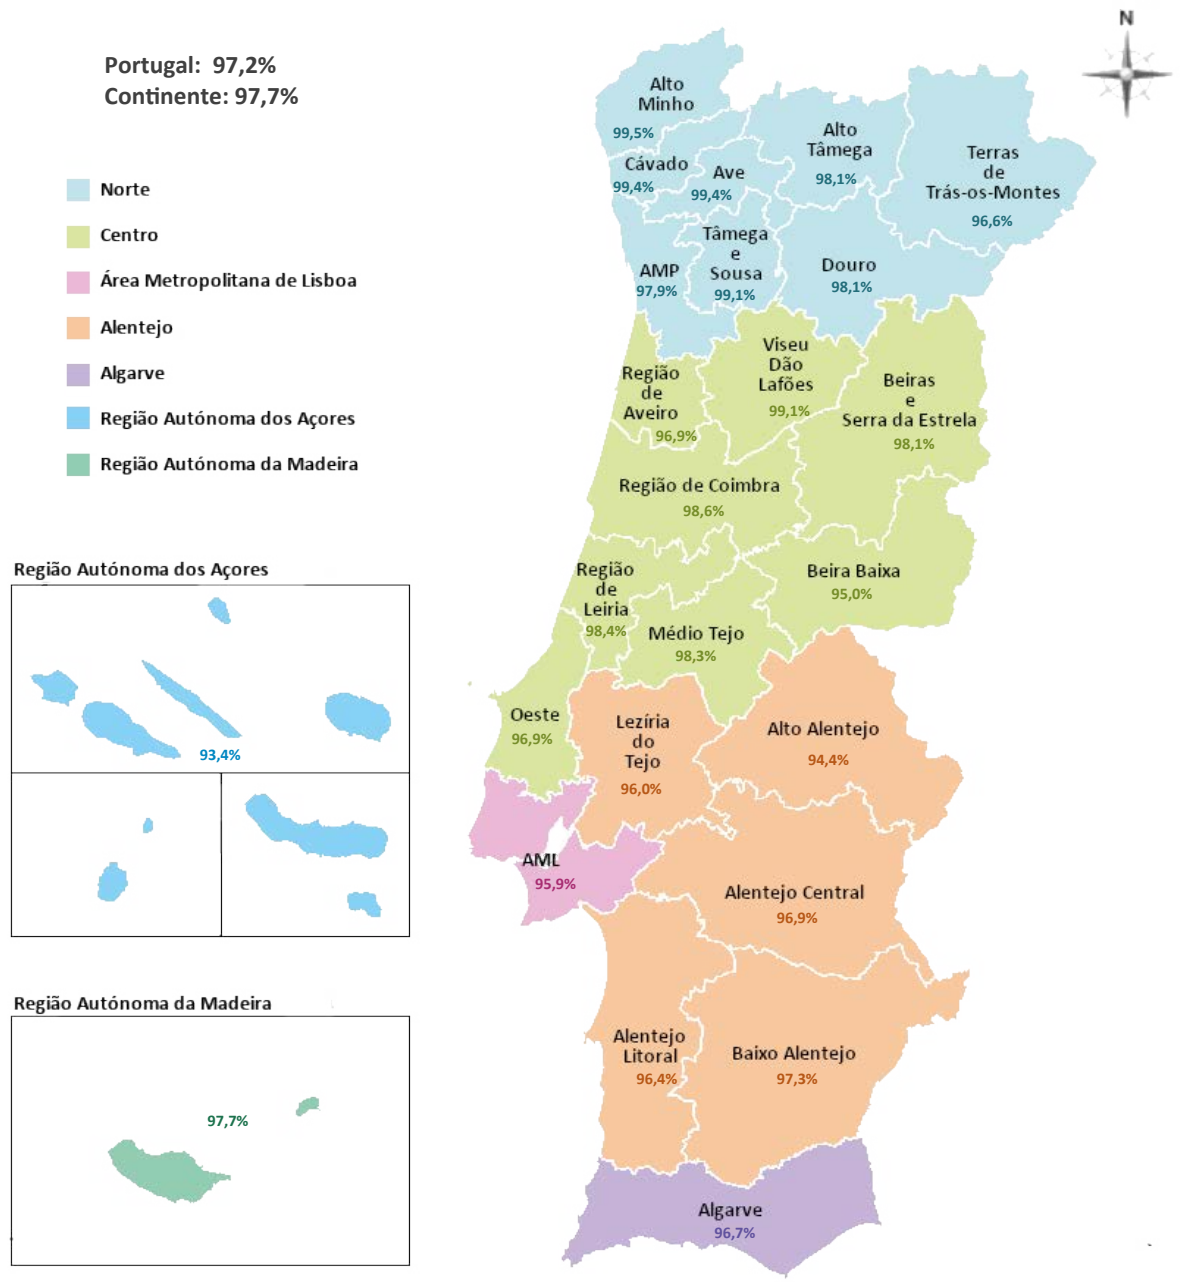 N
Portugal: 97,2%
Continente: 97,7%
Norte
Centro
Área Metropolitana de Lisboa
Alentejo
Algarve
Região Autónoma dos Açores
Região Autónoma da Madeira
Alto
Minho
99,5%
Cávado
99,4%
Ave
99,4%
Alto
Tâmega
98,1%
Terras
de
Trás-os-Montes
96,6%
AMP
97,9%
Tâmega
e
Sousa
99,1%
Douro
98,1%
Região
de
Aveiro
96,9%
Viseu
Dão
Lafões
99,1%
Beiras
e
Serra da Estrela
98,1%
Região de Coimbra
98,6%
Região
de
Leiria
98,4%
Médio Tejo
98,3%
Beira Baixa
95,0%
Oeste
96,9%
Lezíria
do
Tejo
96,0%
Alto Alentejo
94,4%
AML
95,9%
Alentejo Central
96,9%
Alentejo
Litoral
96,4%
Baixo Alentejo
97,3%
Algarve
96,7%
Região Autónoma dos Açores
93,4%
Região Autónoma da Madeira
97,7%